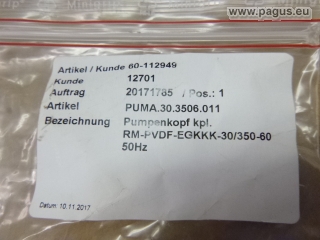 © www.pagus.eu
Artikel / Kunde 60-112949
Kunde 12701
Auftrag 20171785 / Pos.: 1
Artikel PUMA.30.3506.011
Bezeichnung Pumpenkopf kpl.
RM-PVDF-EGKKK-30/350-60
50Hz
Datum: 10.11.2017